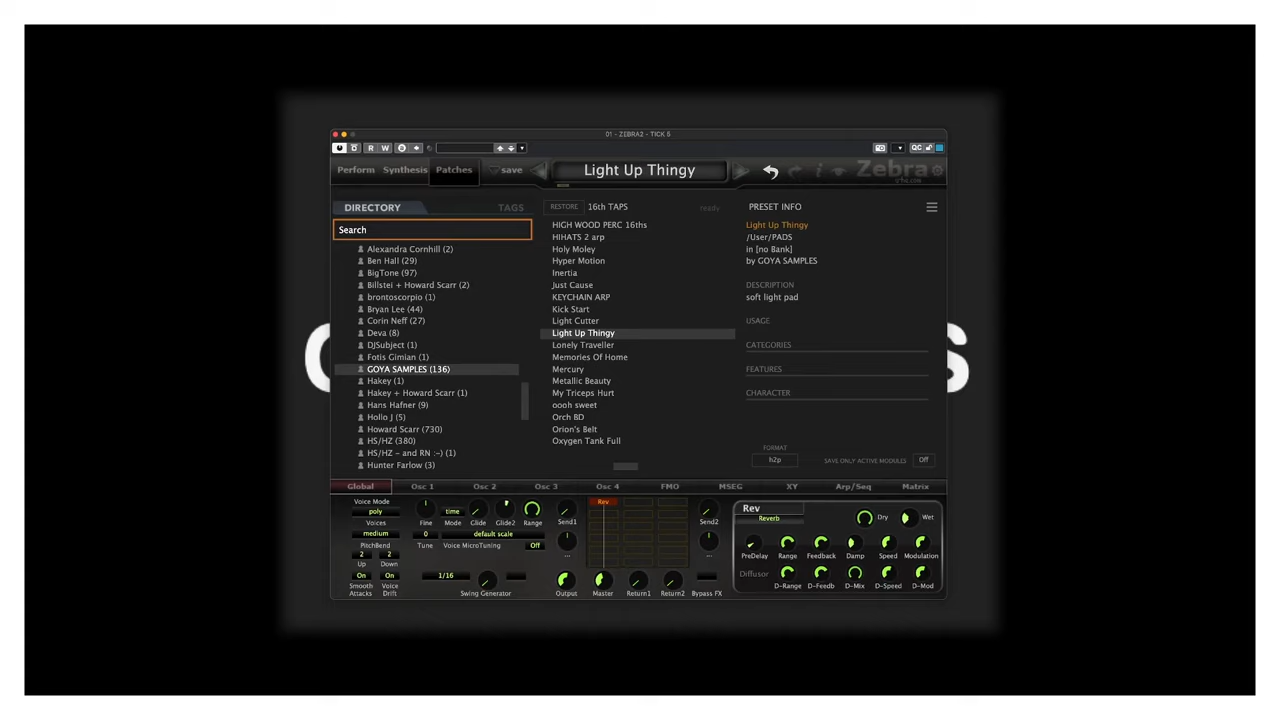 01 - ZEBRA2 - TICK 5
R W QC
Perform Synthesis Patches save Light Up Thingy Zebra
DIRECTORY TAGS
Search
Alexandra Cornhill (2)
Ben Hall (29)
BigTone (97)
Billstei + Howard Scarr (2)
brontoscorpio (1)
Bryan Lee (44)
Corin Neff (27)
Deva (8)
DJSubject (1)
Fotis Gimian (1)
GOYA SAMPLES (136)
Hakey (1)
Hakey + Howard Scarr (1)
Hans Hafner (9)
Hollo J (5)
Howard Scarr (730)
HS/HZ (380)
HS/HZ - and RN :-) (1)
Hunter Farlow (3)
RESTORE 16th TAPS ready
HIGH WOOD PERC 16ths
HIHATS 2 arp
Holy Moley
Hyper Motion
Inertia
Just Cause
KEYCHAIN ARP
Kick Start
Light Cutter
Light Up Thingy
Lonely Traveller
Memories Of Home
Mercury
Metallic Beauty
My Triceps Hurt
oooh sweet
Orch BD
Orion's Belt
Oxygen Tank Full
PRESET INFO
Light Up Thingy
/User/PADS
in [no Bank]
by GOYA SAMPLES
DESCRIPTION
soft light pad
USAGE
CATEGORIES
FEATURES
CHARACTER
FORMAT
h2p SAVE ONLY ACTIVE MODULES Off
Global Osc 1 Osc 2 Osc 3 Osc 4 FMO MSEG XY Arp/Seq Matrix
Voice Mode
poly
Voices
medium
PitchBend
2 2
Up Down
On On
Smooth Attacks
Voice Drift
time
Fine Mode Glide Glide2 Range
0 default scale
Tune Voice MicroTuning Off
1/16
Swing Generator
Send1
...
Output
Rev
Master Return1 Return2
Send2
...
Bypass FX
Rev
Reverb
Dry Wet
PreDelay Range Feedback Damp Speed Modulation
Diffusor D-Range D-Feedb D-Mix D-Speed D-Mod
S